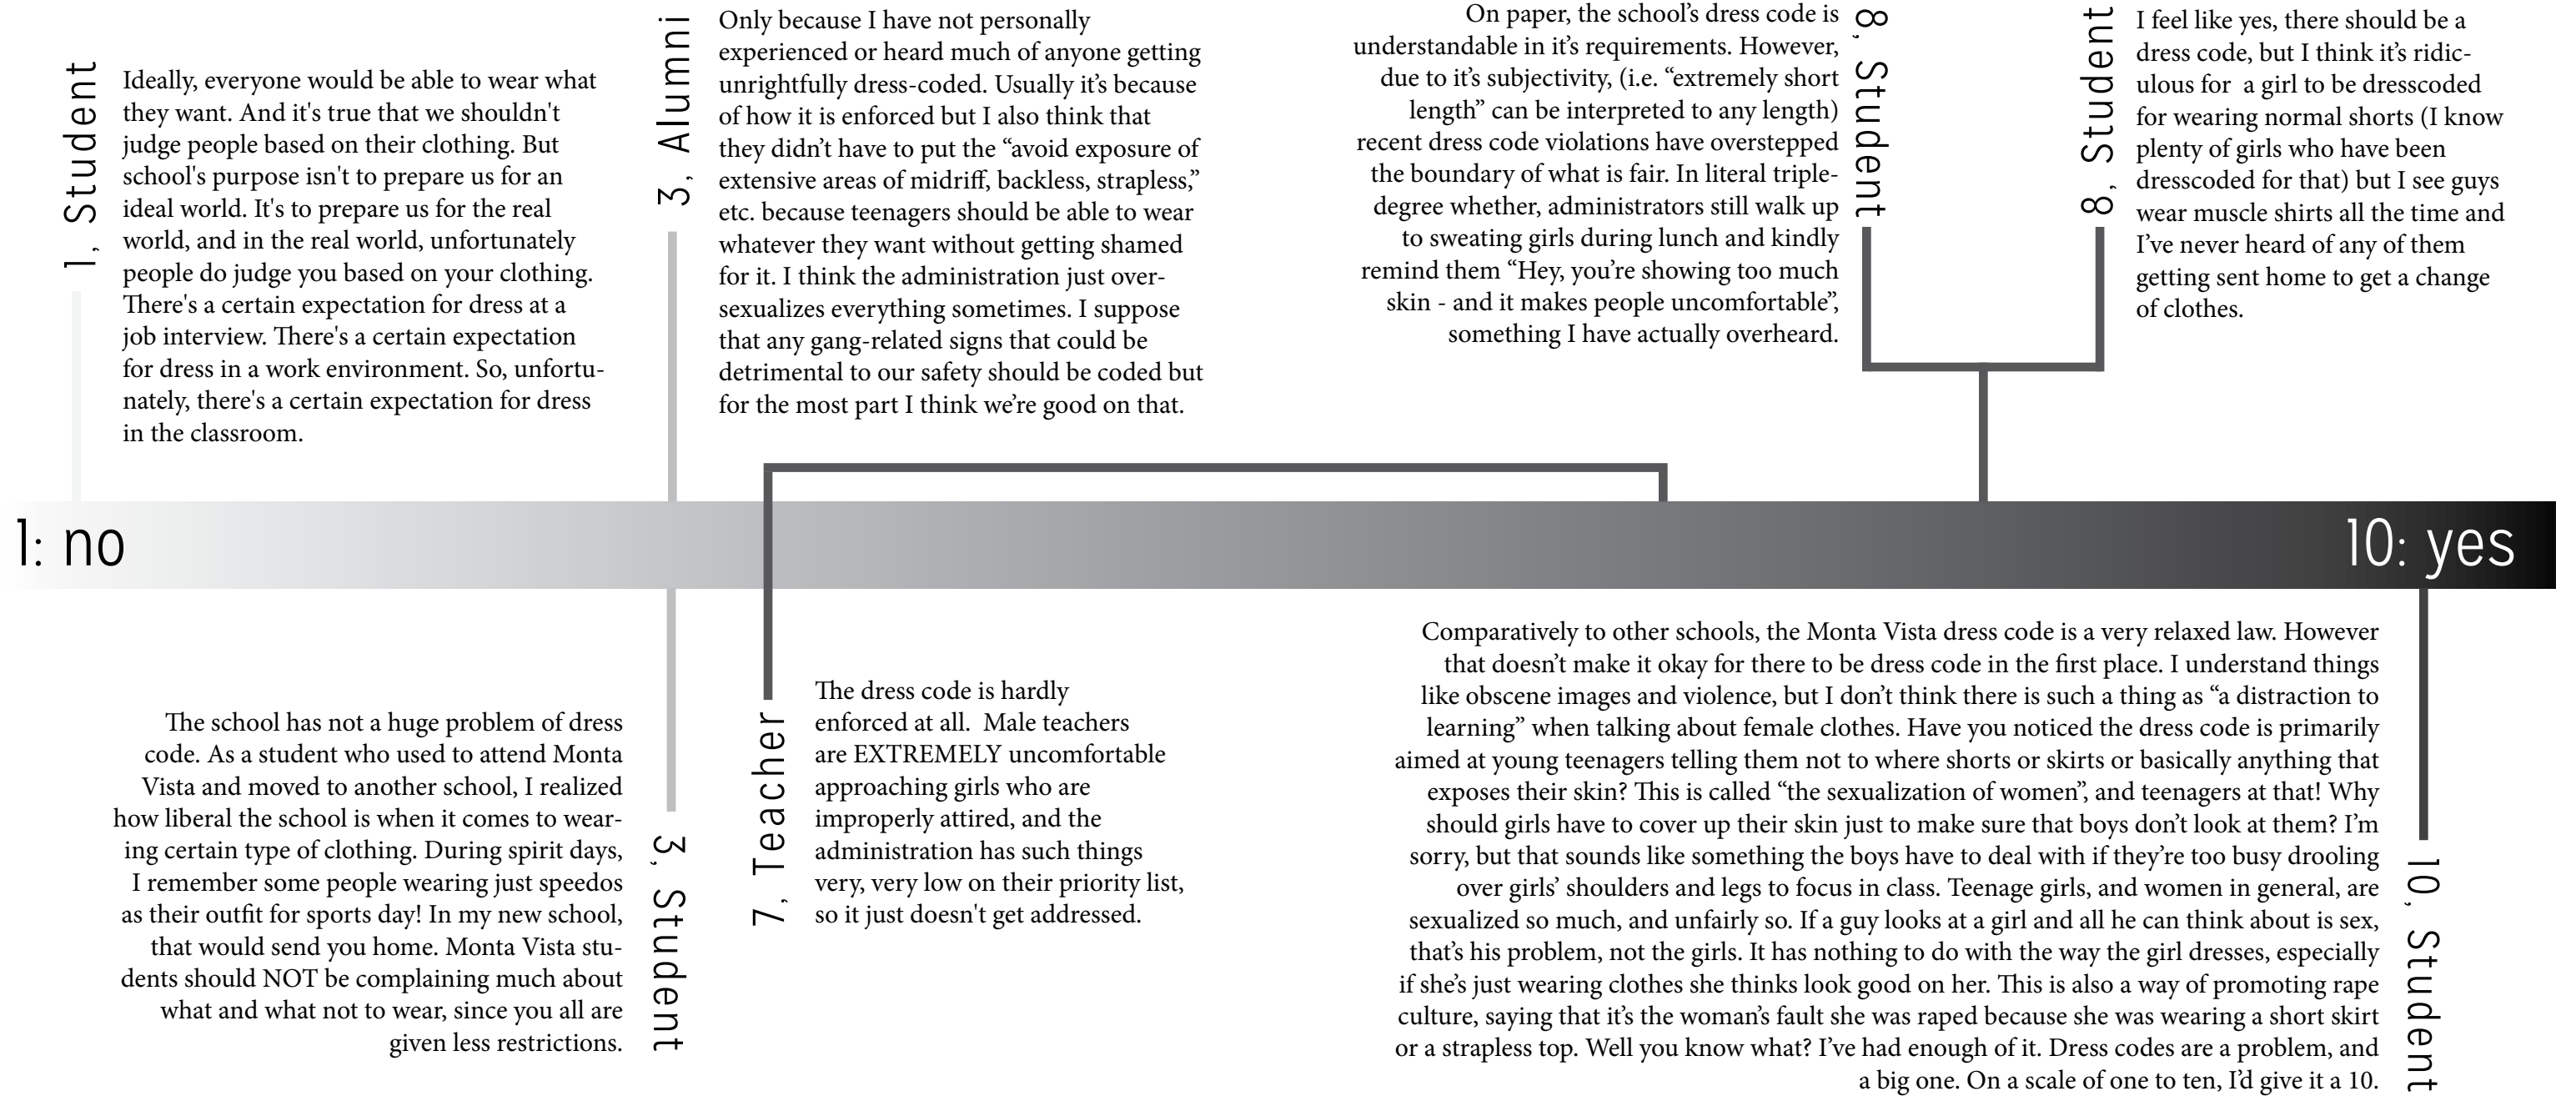 1, Student
Ideally, everyone would be able to wear what
they want. And it's true that we shouldn't
judge people based on their clothing. But
school's purpose isn't to prepare us for an
ideal world. It's to prepare us for the real
world, and in the real world, unfortunately
people do judge you based on your clothing.
There's a certain expectation for dress at a
job interview. There's a certain expectation
for dress in a work environment. So, unfortu-
nately, there's a certain expectation for dress
in the classroom.
3, Alumni
Only because I have not personally
experienced or heard much of anyone getting
unrightfully dress-coded. Usually it’s because
of how it is enforced but I also think that
they didn’t have to put the “avoid exposure of
extensive areas of midriff, backless, strapless,”
etc. because teenagers should be able to wear
whatever they want without getting shamed
for it. I think the administration just over-
sexualizes everything sometimes. I suppose
that any gang-related signs that could be
detrimental to our safety should be coded but
for the most part I think we’re good on that.
On paper, the school’s dress code is
understandable in it’s requirements. However,
due to it’s subjectivity, (i.e. “extremely short
length” can be interpreted to any length)
recent dress code violations have overstepped
the boundary of what is fair. In literal triple-
degree whether, administrators still walk up
to sweating girls during lunch and kindly
remind them “Hey, you’re showing too much
skin - and it makes people uncomfortable”,
something I have actually overheard.
8, Student
8, Student
I feel like yes, there should be a
dress code, but I think it’s ridic-
ulous for  a girl to be dresscoded
for wearing normal shorts (I know
plenty of girls who have been
dresscoded for that) but I see guys
wear muscle shirts all the time and
I’ve never heard of any of them
getting sent home to get a change
of clothes.
1: no
10: yes
The school has not a huge problem of dress
code. As a student who used to attend Monta
Vista and moved to another school, I realized
how liberal the school is when it comes to wear-
ing certain type of clothing. During spirit days,
I remember some people wearing just speedos
as their outfit for sports day! In my new school,
that would send you home. Monta Vista stu-
dents should NOT be complaining much about
what and what not to wear, since you all are
given less restrictions.
3, Student
7, Teacher
The dress code is hardly
enforced at all.  Male teachers
are EXTREMELY uncomfortable
approaching girls who are
improperly attired, and the
administration has such things
very, very low on their priority list,
so it just doesn't get addressed.
Comparatively to other schools, the Monta Vista dress code is a very relaxed law. However
that doesn’t make it okay for there to be dress code in the first place. I understand things
like obscene images and violence, but I don’t think there is such a thing as “a distraction to
learning” when talking about female clothes. Have you noticed the dress code is primarily
aimed at young teenagers telling them not to where shorts or skirts or basically anything that
exposes their skin? This is called “the sexualization of women”, and teenagers at that! Why
should girls have to cover up their skin just to make sure that boys don’t look at them? I’m
sorry, but that sounds like something the boys have to deal with if they’re too busy drooling
over girls’ shoulders and legs to focus in class. Teenage girls, and women in general, are
sexualized so much, and unfairly so. If a guy looks at a girl and all he can think about is sex,
that’s his problem, not the girls. It has nothing to do with the way the girl dresses, especially
if she’s just wearing clothes she thinks look good on her. This is also a way of promoting rape
culture, saying that it’s the woman’s fault she was raped because she was wearing a short skirt
or a strapless top. Well you know what? I’ve had enough of it. Dress codes are a problem, and
a big one. On a scale of one to ten, I’d give it a 10.
10, Student